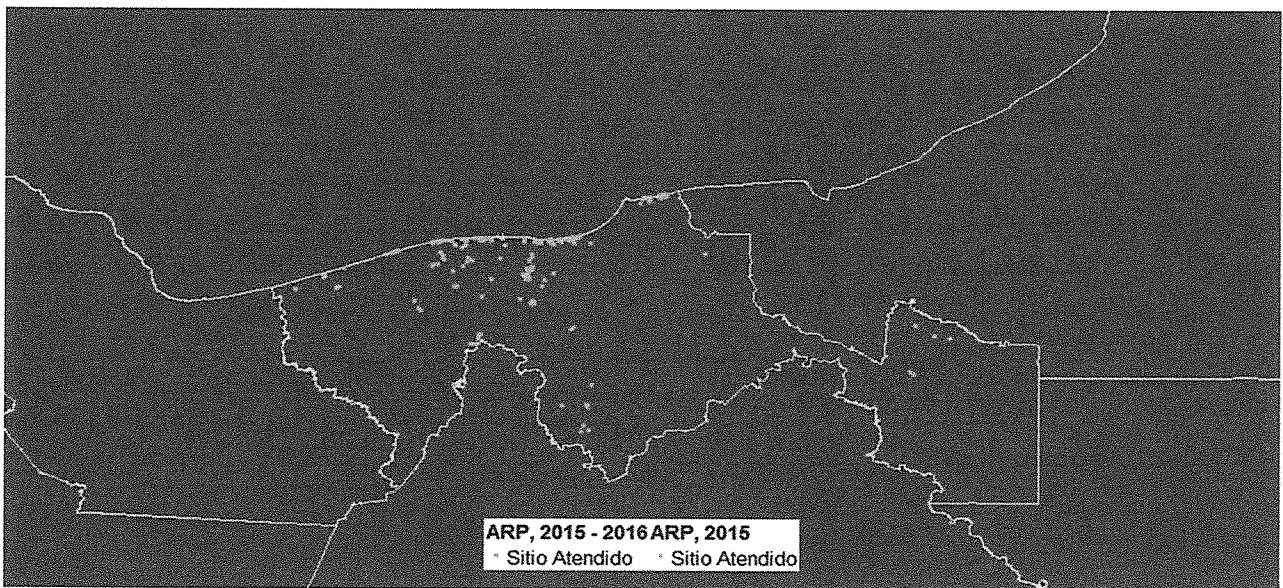 ARP, 2015 - 2016 ARP, 2015
Sitio Atendido Sitio Atendido